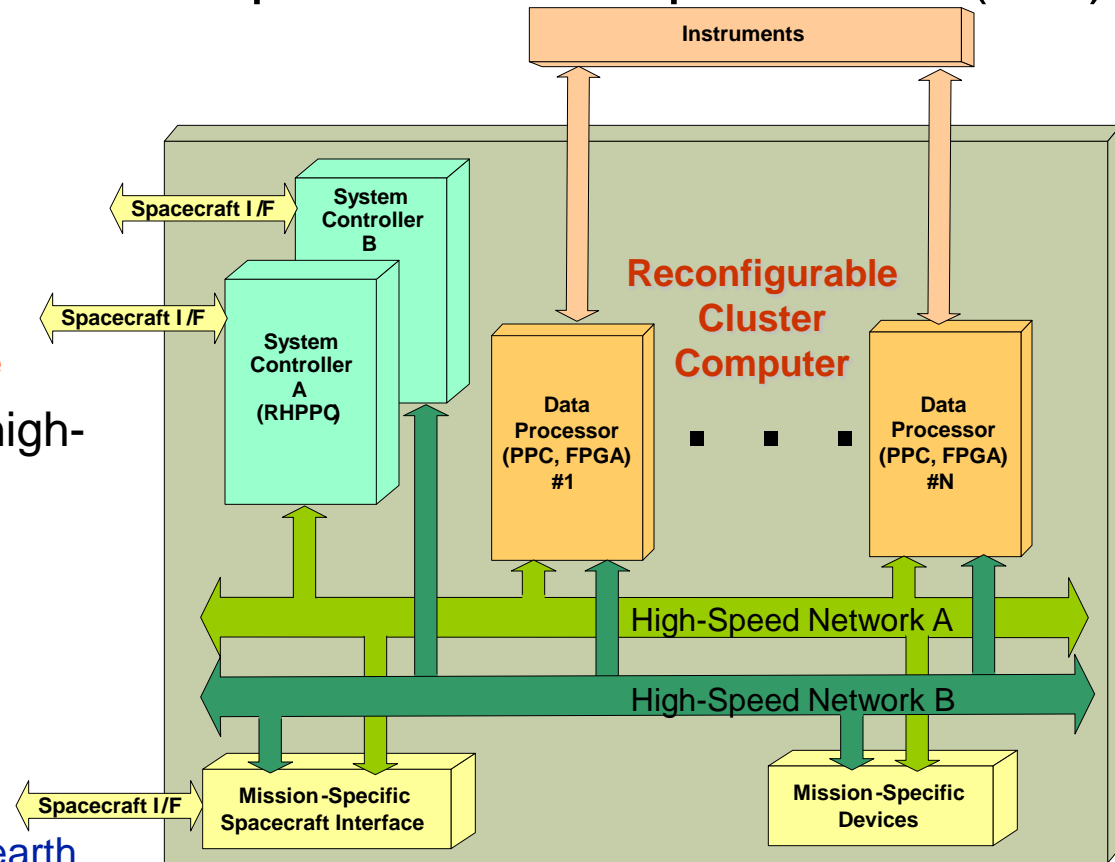 Instruments
Spacecraft I/F
System
Controller
B
Spacecraft I/F
System
Controller
A
(RHPPC)
Reconfigurable
Cluster
Computer
high-
Data
Processor
(PPC, FPGA)
#1
. . .
Data
Processor
(PPC, FPGA)
#N
High-Speed Network A
High-Speed Network B
Spacecraft I/F
Mission-Specific
Spacecraft Interface
Mission-Specific
Devices
earth